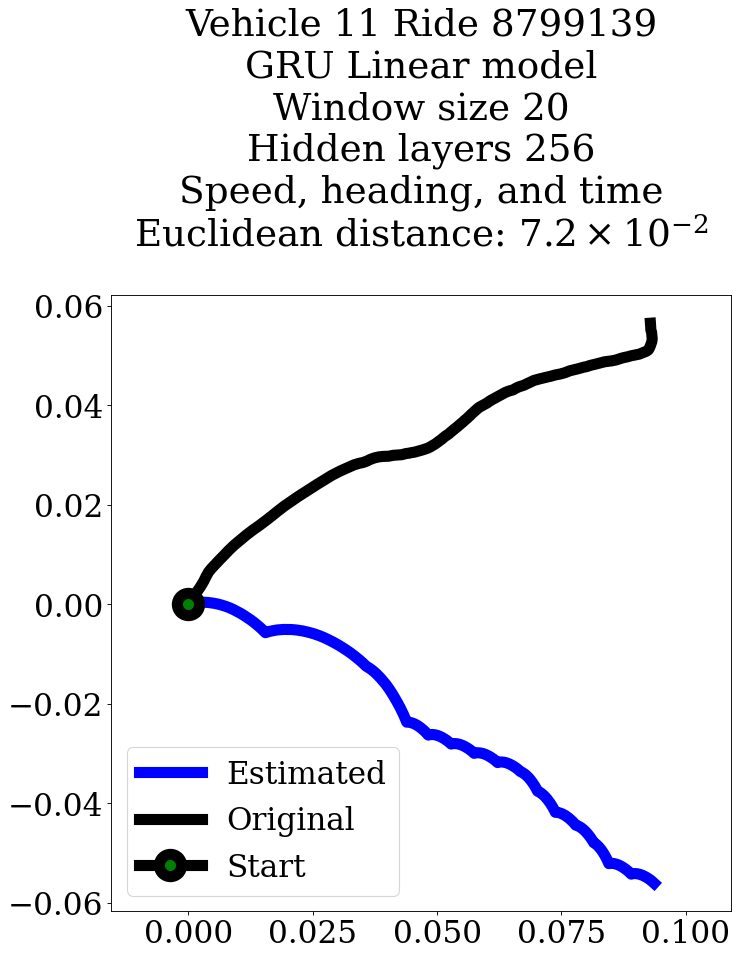 Vehicle 11 Ride 8799139
GRU Linear model
Window size 20
Hidden layers 256
Speed, heading, and time
Euclidean distance: 7.2 × 10⁻²
0.06
0.04
0.02
0.00
−0.02
−0.04
−0.06
Estimated
Original
Start
0.000 0.025 0.050 0.075 0.100